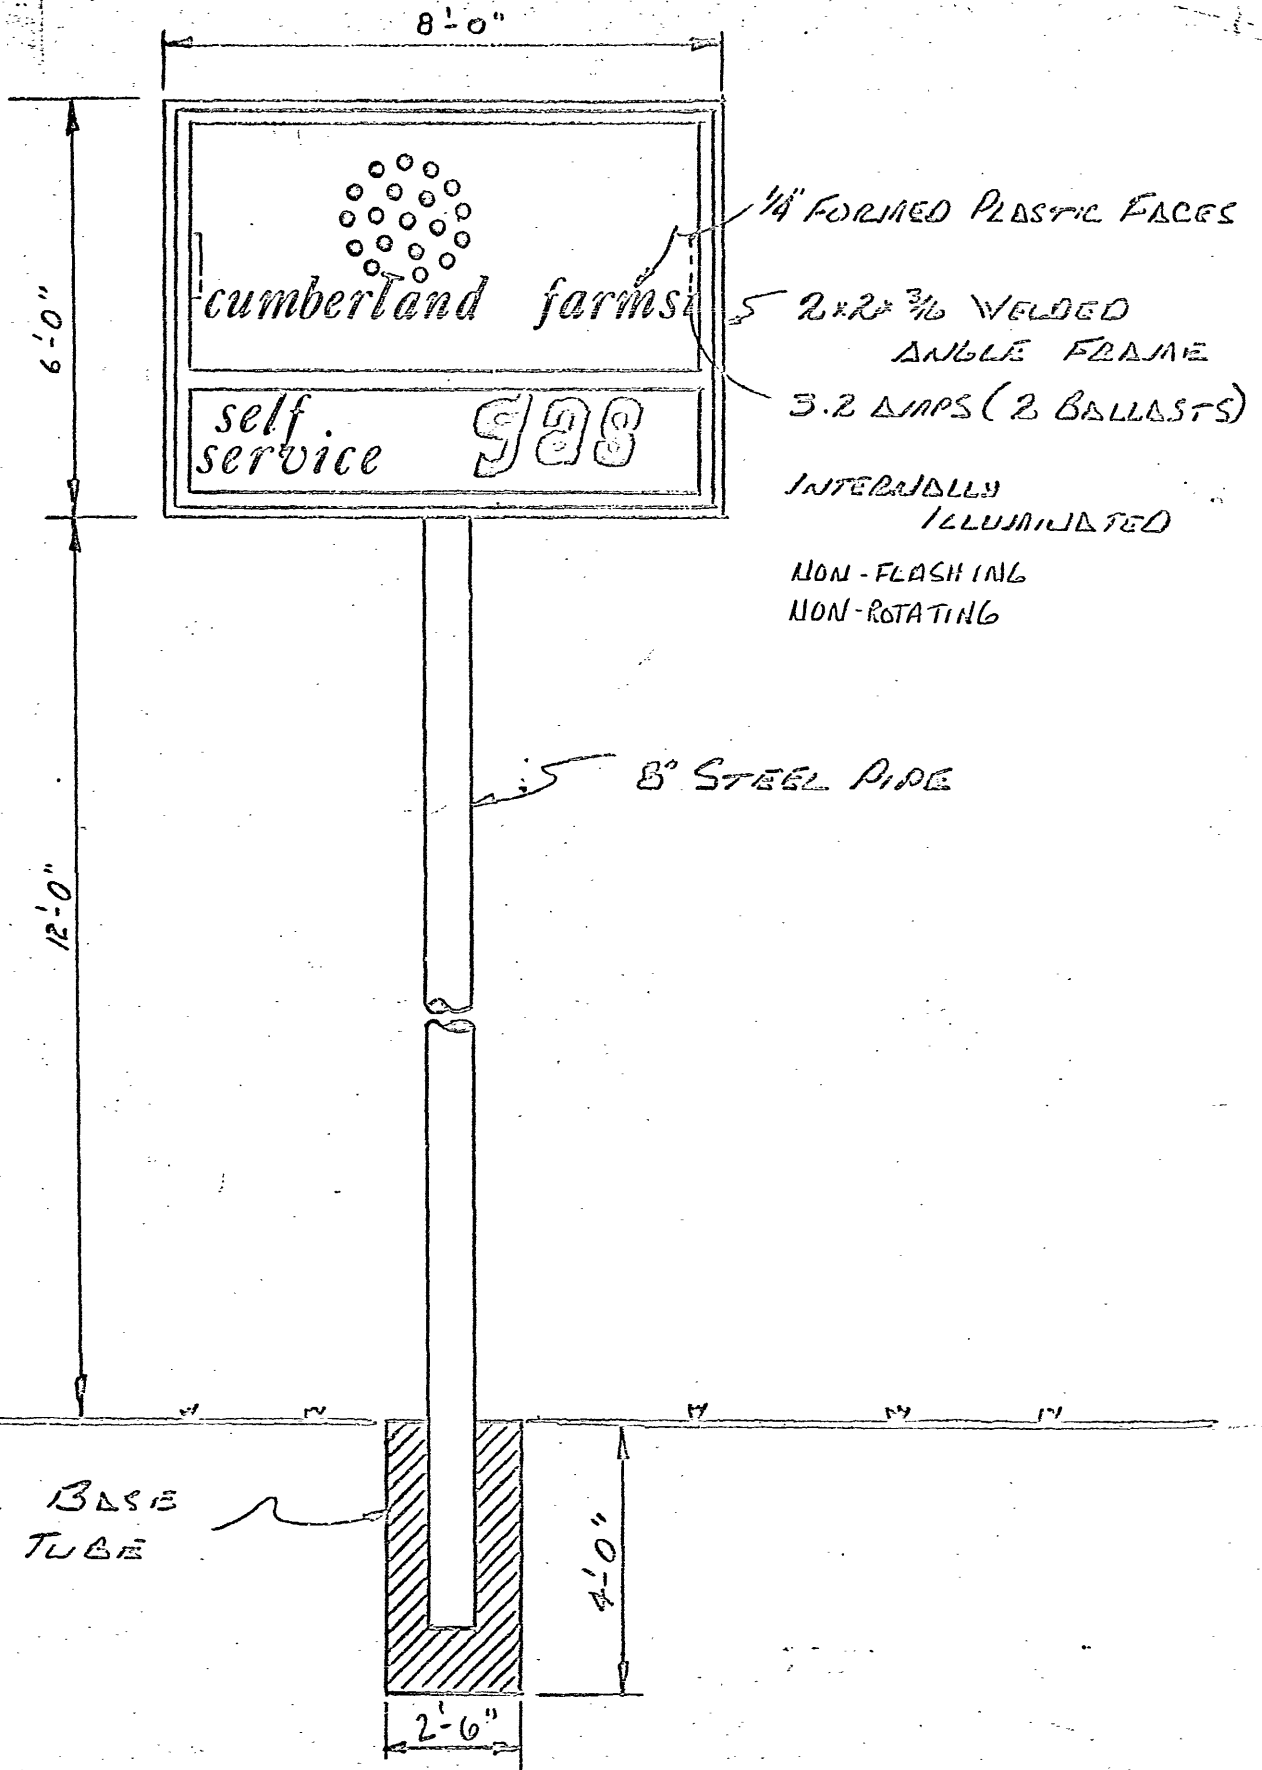 8'-0"
6'-0"
cumberland farms
self
service
gas
1/4" FORMED PLASTIC FACES
2x2x 3/16 WELDED
ANGLE FRAME
3.2 AMPS (2 BALLASTS)
INTERNALLY
ILLUMINATED
NON-FLASHING
NON-ROTATING
8" STEEL PIPE
12'-0"
BASE
TUBE
4'-0"
2'-6"